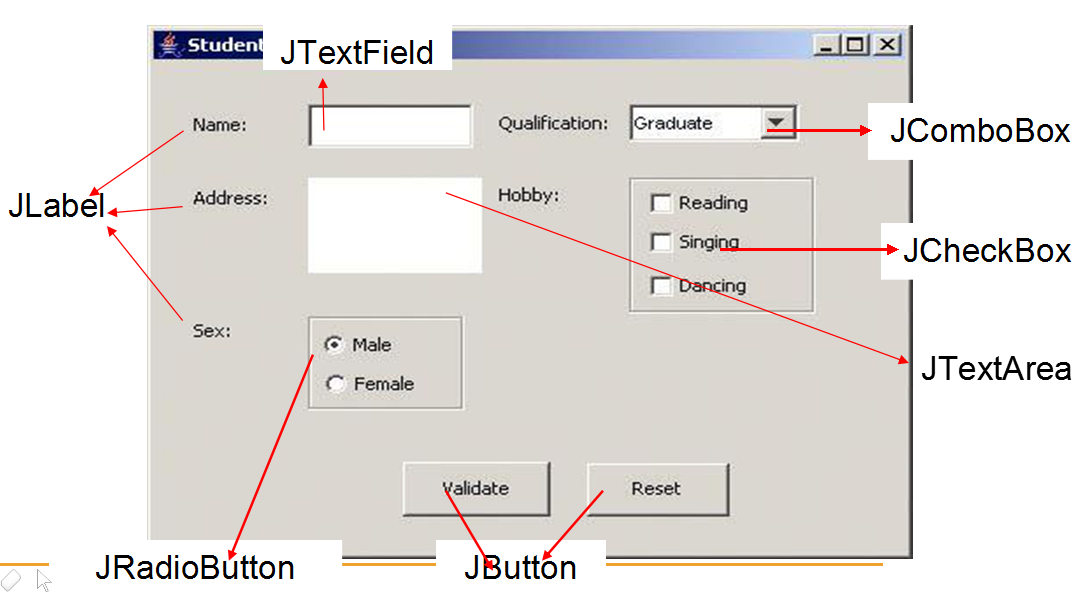 Student
JTextField
Name:
Qualification:
Graduate
JComboBox
JLabel
Address:
Hobby:
Reading
Singing
JCheckBox
Dancing
Sex:
Male
JTextArea
Female
Validate
Reset
JRadioButton
JButton